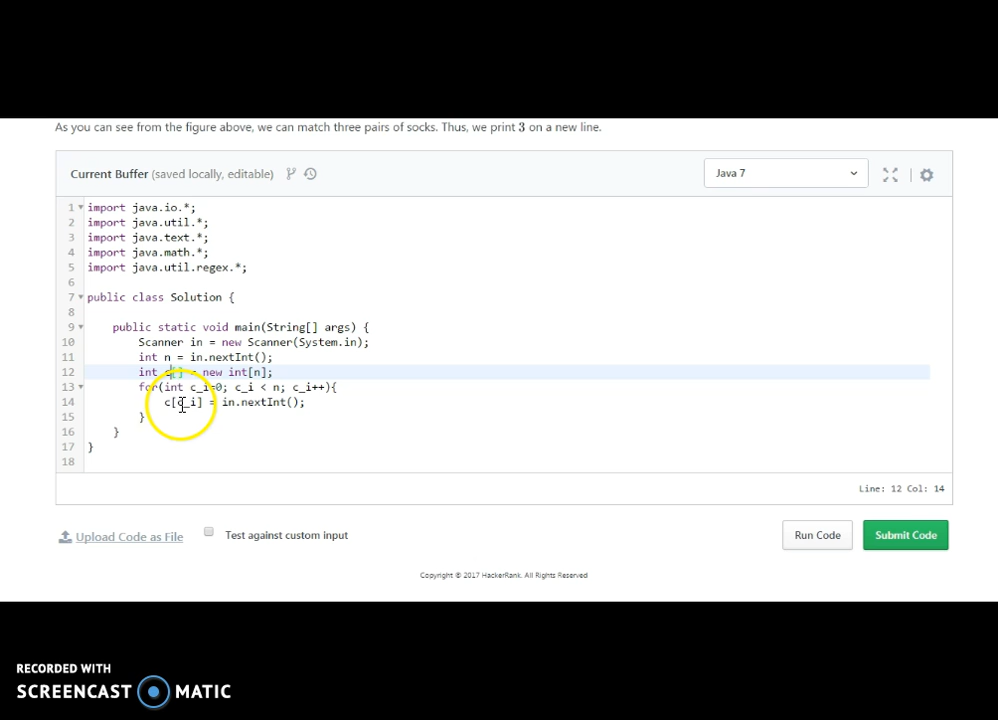 As you can see from the figure above, we can match three pairs of socks. Thus, we print 3 on a new line.
Current Buffer (saved locally, editable)
Java 7
1 import java.io.*;
2 import java.util.*;
3 import java.text.*;
4 import java.math.*;
5 import java.util.regex.*;
6
7 public class Solution {
8
9 public static void main(String[] args) {
10 Scanner in = new Scanner(System.in);
11 int n = in.nextInt();
12 int c[] = new int[n];
13 for(int c_i=0; c_i < n; c_i++){
14 c[c_i] = in.nextInt();
15 }
16 }
17 }
18
Line: 12 Col: 14
Upload Code as File
Test against custom input
Run Code
Submit Code
Copyright © 2017 HackerRank. All Rights Reserved
RECORDED WITH
SCREENCAST MATIC